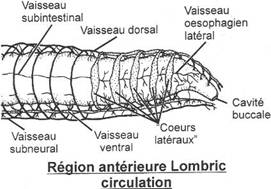 Vaisseau
subintestinal
Vaisseau dorsal
Vaisseau
oesophagien
latéral
Cavité
buccale
Vaisseau
subneural
Vaisseau
ventral
"Coeurs
latéraux"
Région antérieure Lombric
circulation